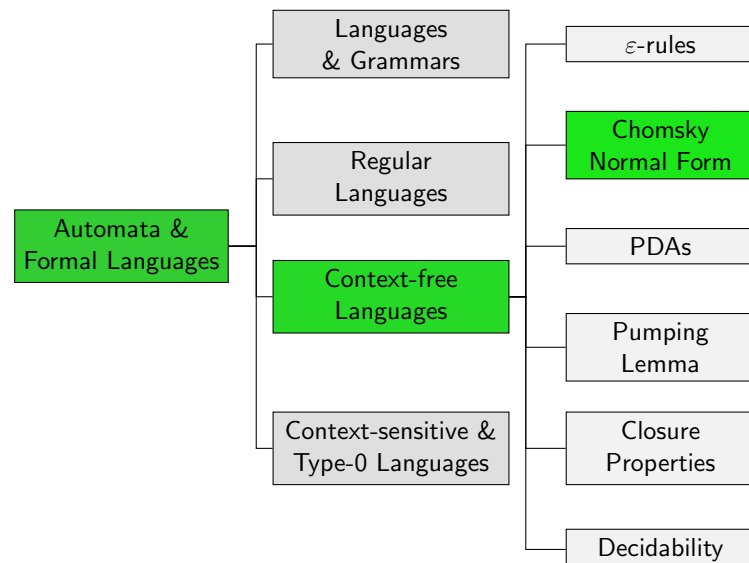 Automata &
Formal Languages
Languages
& Grammars
Regular
Languages
Context-free
Languages
Context-sensitive &
Type-0 Languages
ε-rules
Chomsky
Normal Form
PDAs
Pumping
Lemma
Closure
Properties
Decidability